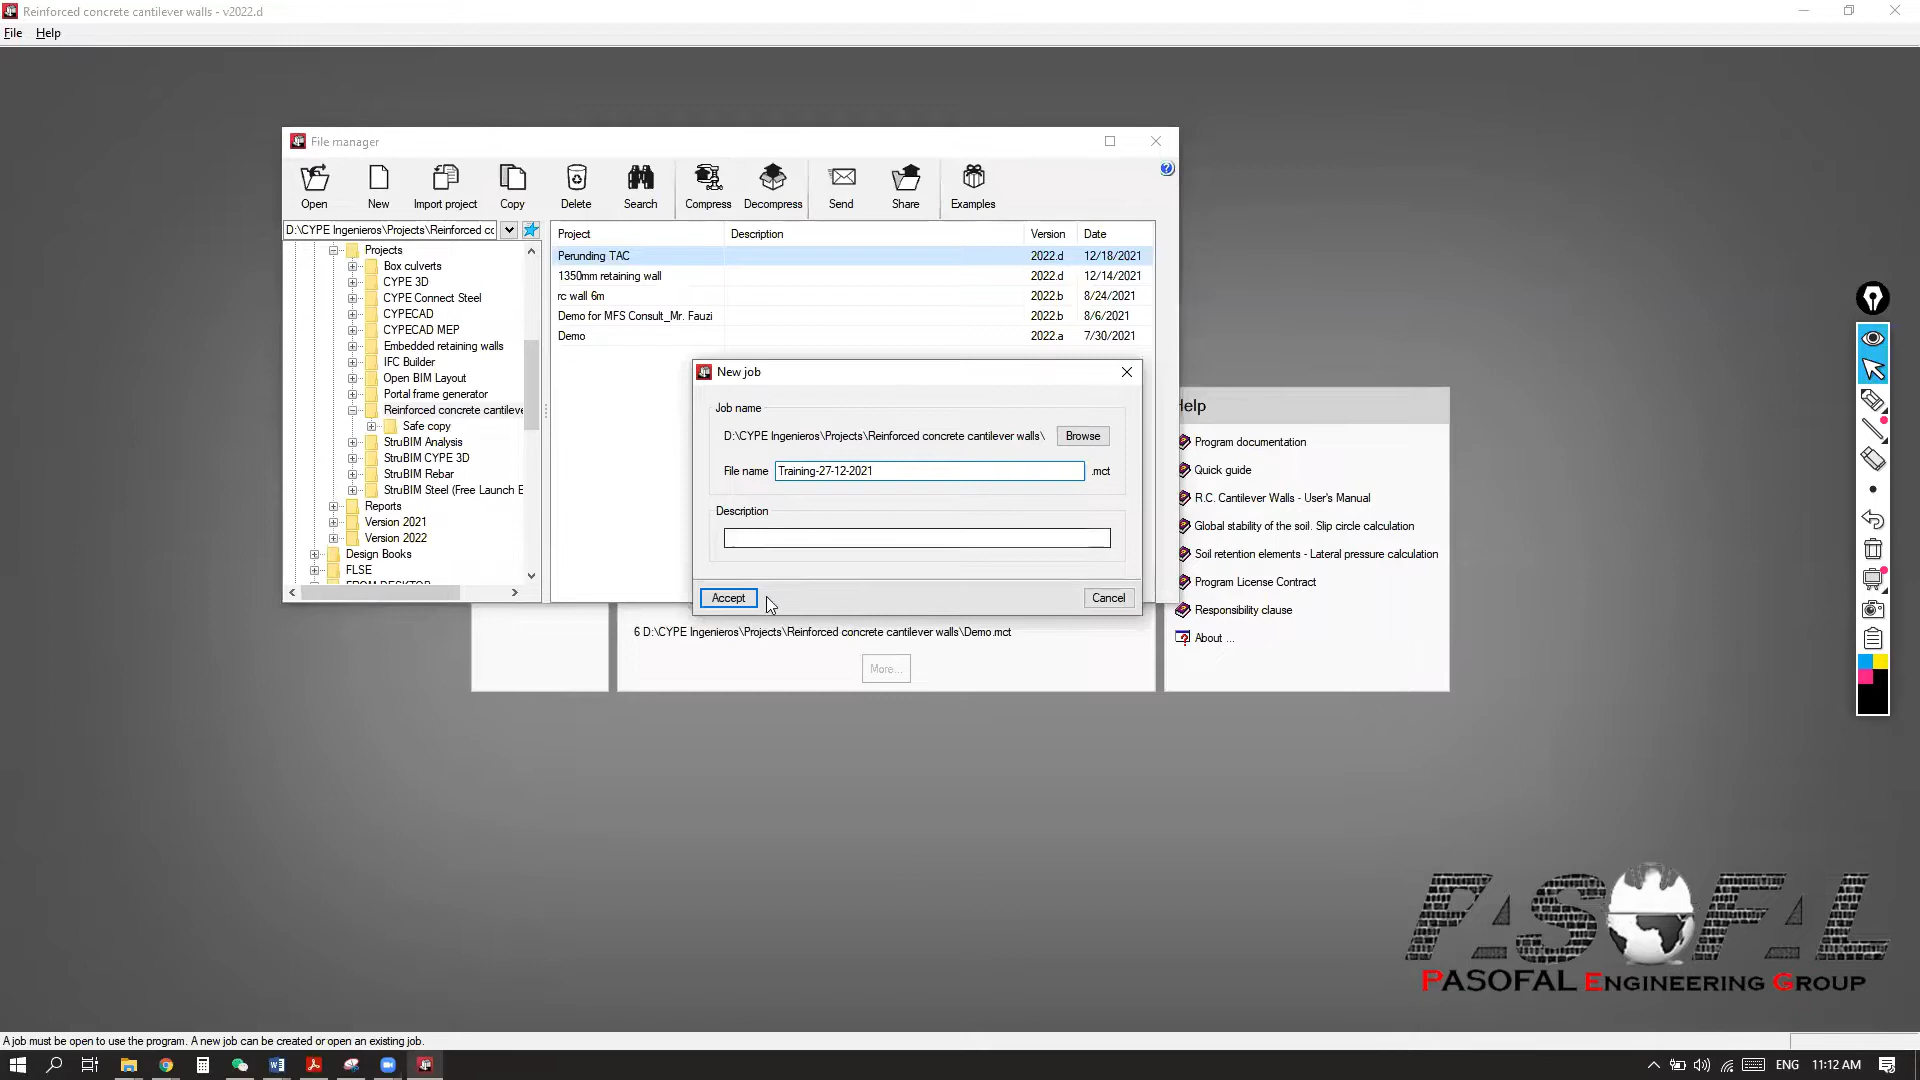 Reinforced concrete cantilever walls - v2022.d
File Help
File manager
Open New Import project Copy Delete Search Compress Decompress Send Share Examples
D:\CYPE Ingenieros\Projects\Reinforced cc
Projects
Box culverts
CYPE 3D
CYPE Connect Steel
CYPECAD
CYPECAD MEP
Embedded retaining walls
IFC Builder
Open BIM Layout
Portal frame generator
Reinforced concrete cantileve
Safe copy
StruBIM Analysis
StruBIM CYPE 3D
StruBIM Rebar
StruBIM Steel (Free Launch E
Reports
Version 2021
Version 2022
Design Books
FLSE
FROM DESKTOP
Project Description Version Date
Perunding TAC 2022.d 12/18/2021
1350mm retaining wall 2022.d 12/14/2021
rc wall 6m 2022.b 8/24/2021
Demo for MFS Consult_Mr. Fauzi 2022.b 8/6/2021
Demo 2022.a 7/30/2021
New job
Job name
D:\CYPE Ingenieros\Projects\Reinforced concrete cantilever walls\ Browse
File name Training-27-12-2021 .mct
Description
Accept Cancel
6 D:\CYPE Ingenieros\Projects\Reinforced concrete cantilever walls\Demo.mct
More...
Help
Program documentation
Quick guide
R.C. Cantilever Walls - User's Manual
Global stability of the soil. Slip circle calculation
Soil retention elements - Lateral pressure calculation
Program License Contract
Responsibility clause
About ...
PASOFAL
PASOFAL ENGINEERING GROUP
A job must be open to use the program. A new job can be created or open an existing job.
ENG 11:12 AM